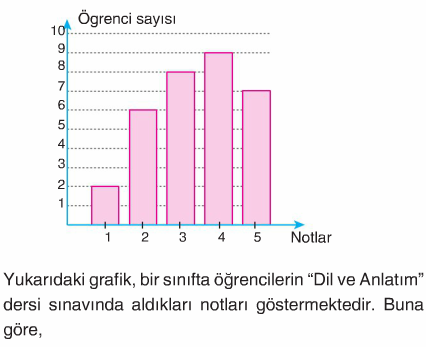 Ögrenci sayısı
10
9
8
7
6
5
4
3
2
1
1 2 3 4 5 Notlar
Yukarıdaki grafik, bir sınıfta öğrencilerin “Dil ve Anlatım”
dersi sınavında aldıkları notları göstermektedir. Buna
göre,